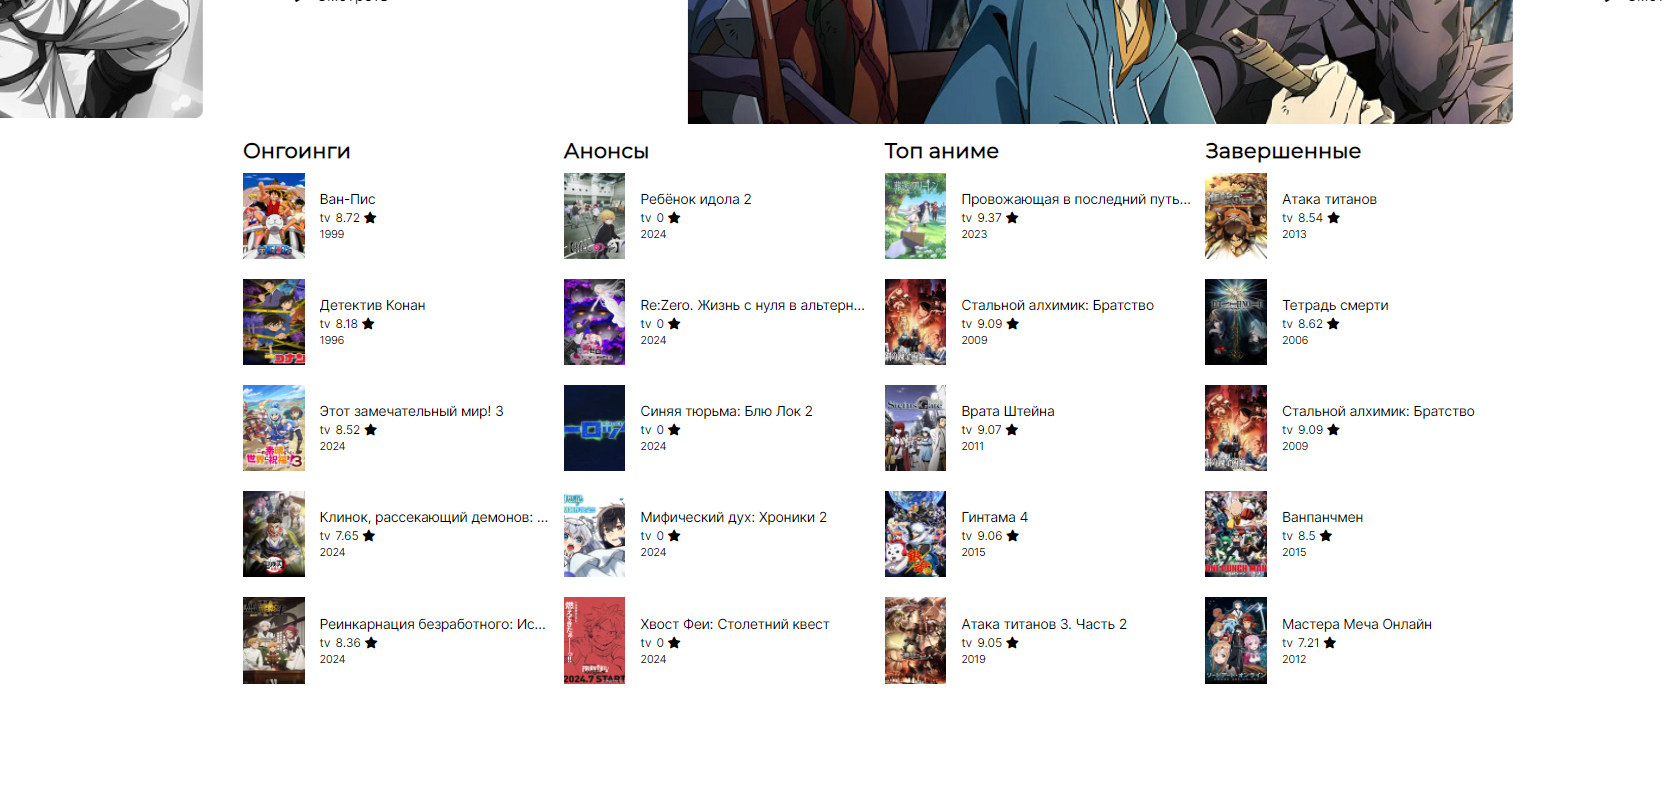 Онгоинги
Ван-Пис
tv 8.72 ★
1999
Детектив Конан
tv 8.18 ★
1996
Этот замечательный мир! 3
tv 8.52 ★
2024
Клинок, рассекающий демонов: ...
tv 7.65 ★
2024
Реинкарнация безработного: Ис...
tv 8.36 ★
2024
Анонсы
Ребёнок идола 2
tv 0 ★
2024
Re:Zero. Жизнь с нуля в альтерн...
tv 0 ★
2024
Синяя тюрьма: Блю Лок 2
tv 0 ★
2024
Мифический дух: Хроники 2
tv 0 ★
2024
Хвост Феи: Столетний квест
tv 0 ★
2024
2024.7 START
Топ аниме
Провожающая в последний путь...
tv 9.37 ★
2023
Стальной алхимик: Братство
tv 9.09 ★
2009
Врата Штейна
tv 9.07 ★
2011
Гинтама 4
tv 9.06 ★
2015
Атака титанов 3. Часть 2
tv 9.05 ★
2019
Завершенные
Атака титанов
tv 8.54 ★
2013
Тетрадь смерти
tv 8.62 ★
2006
Стальной алхимик: Братство
tv 9.09 ★
2009
Ванпанчмен
tv 8.5 ★
2015
Мастера Меча Онлайн
tv 7.21 ★
2012